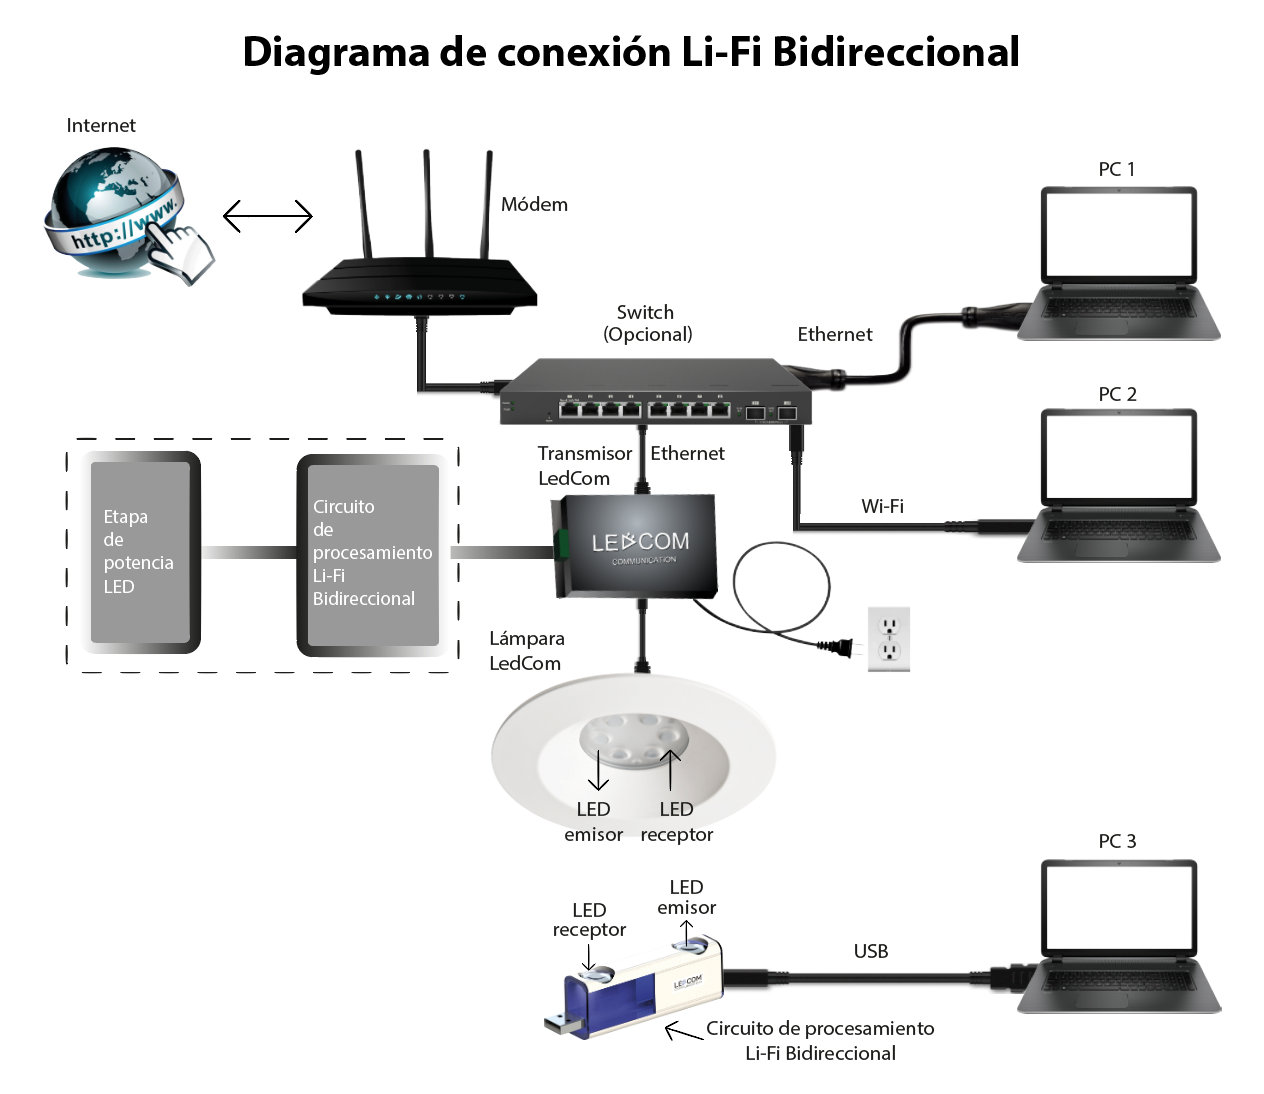 Diagrama de conexión Li-Fi Bidireccional
Internet
http://www.
Módem
PC 1
Switch
(Opcional)
Ethernet
PC 2
Transmisor
LedCom
Ethernet
Wi-Fi
Etapa
de
potencia
LED
Circuito
de
procesamiento
Li-Fi
Bidireccional
LEDCOM
COMMUNICATION
Lámpara
LedCom
LED
emisor
LED
receptor
PC 3
LED
emisor
LED
receptor
USB
LEDCOM
Circuito de procesamiento
Li-Fi Bidireccional